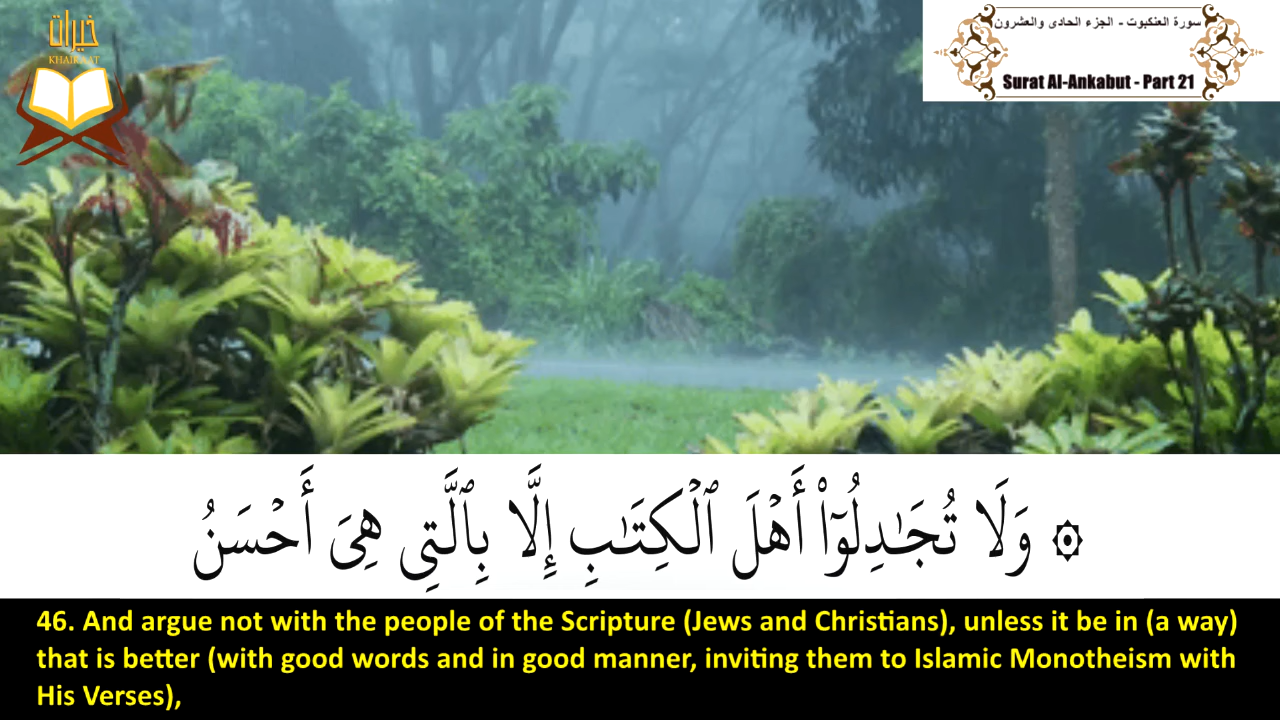 خيرات
KHAIRAAT
سورة العنكبوت - الجزء الحادى والعشرون
Surat Al-Ankabut - Part 21
۞ وَلَا تُجَـٰدِلُوٓا۟ أَهْلَ ٱلْكِتَـٰبِ إِلَّا بِٱلَّتِى هِىَ أَحْسَنُ
46. And argue not with the people of the Scripture (Jews and Christians), unless it be in (a way)
that is better (with good words and in good manner, inviting them to Islamic Monotheism with
His Verses),